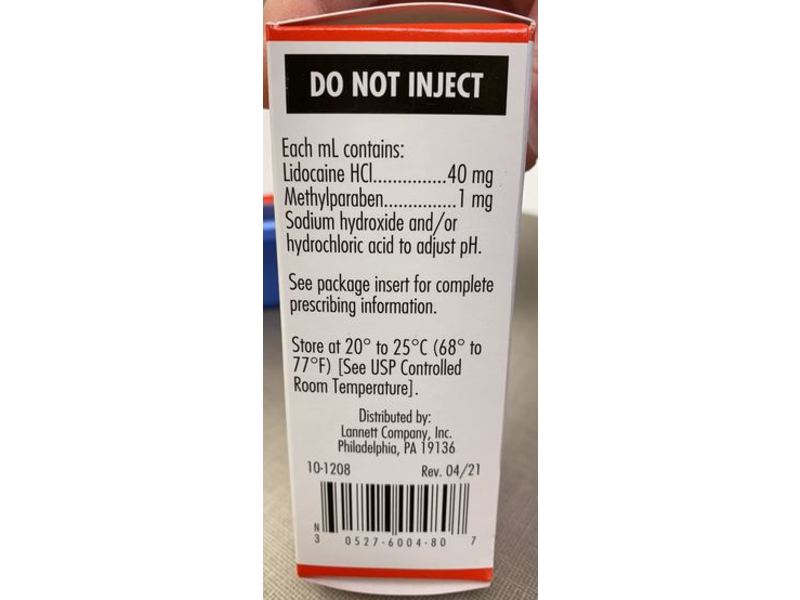 DO NOT INJECT
Each mL contains:
Lidocaine HCl..............40 mg
Methylparaben..............1 mg
Sodium hydroxide and/or
hydrochloric acid to adjust pH.
See package insert for complete
prescribing information.
Store at 20° to 25°C (68° to
77°F) [See USP Controlled
Room Temperature].
Distributed by:
Lannett Company, Inc.
Philadelphia, PA 19136
10-1208 Rev. 04/21
N
3 0527-6004-80 7